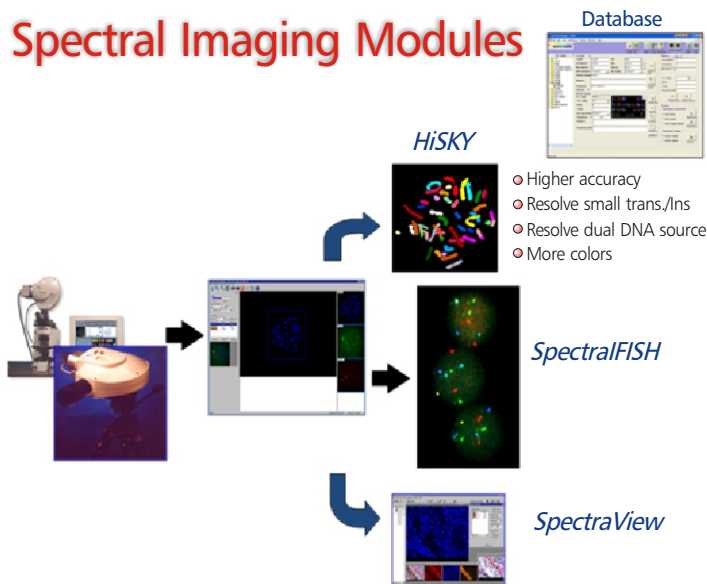 Spectral Imaging Modules
Database
HiSKY
Higher accuracy
Resolve small trans./Ins
Resolve dual DNA source
More colors
SpectralFISH
SpectraView